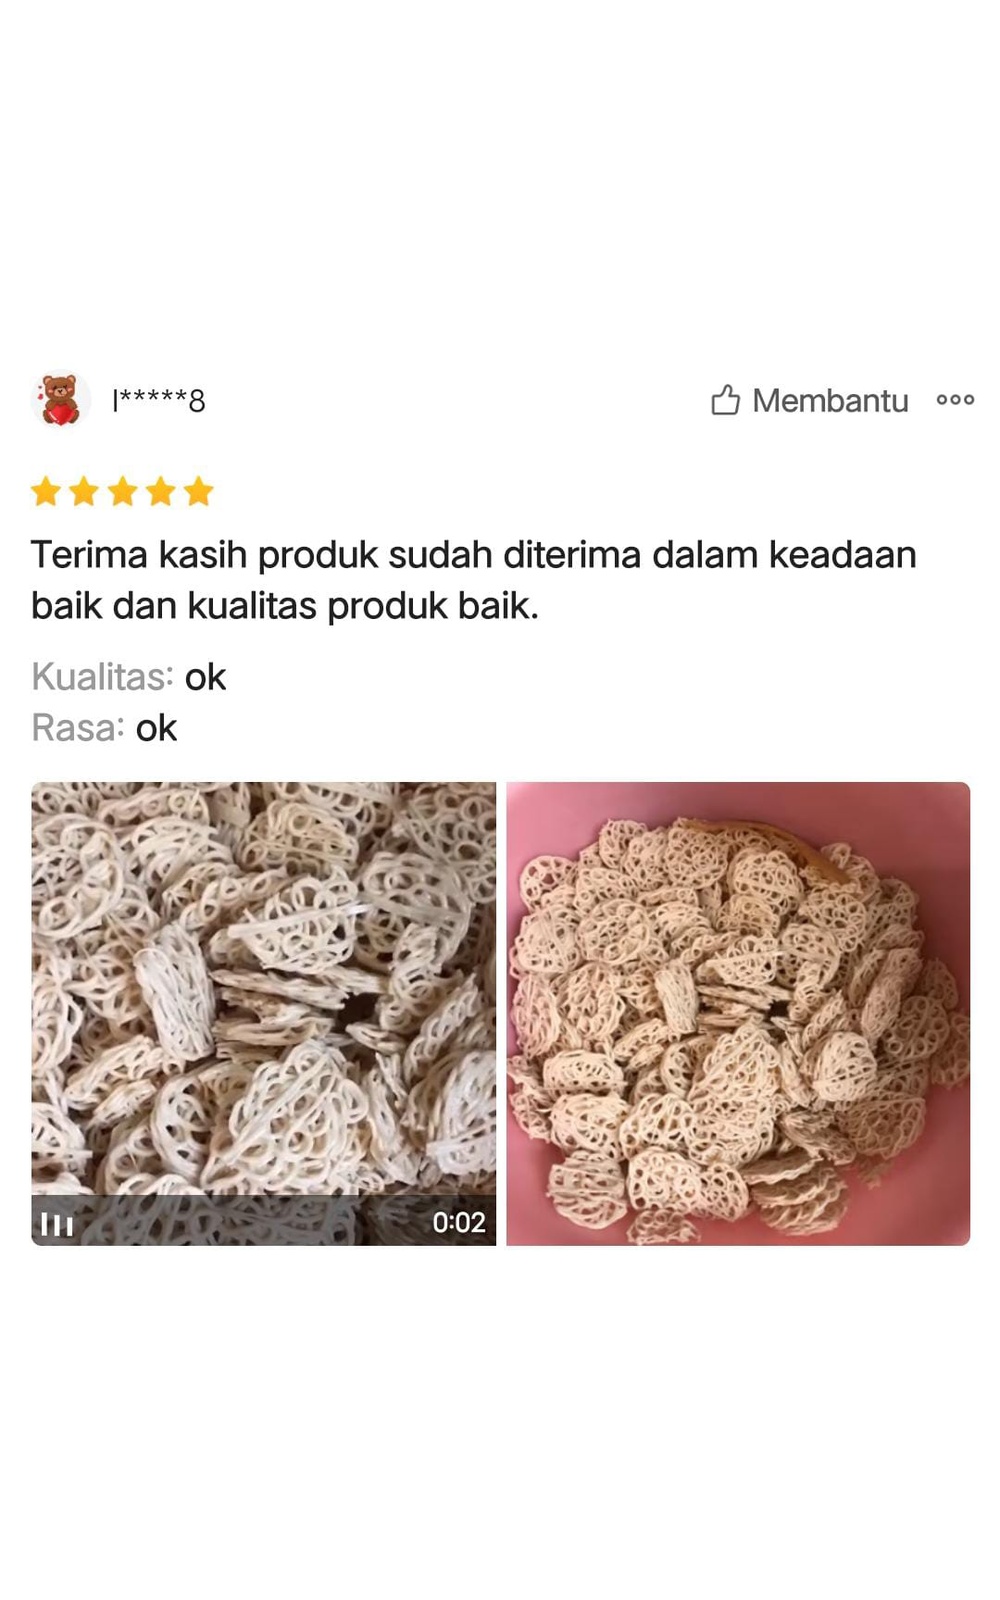 l*****8
Membantu
Terima kasih produk sudah diterima dalam keadaan
baik dan kualitas produk baik.
Kualitas: ok
Rasa: ok
0:02